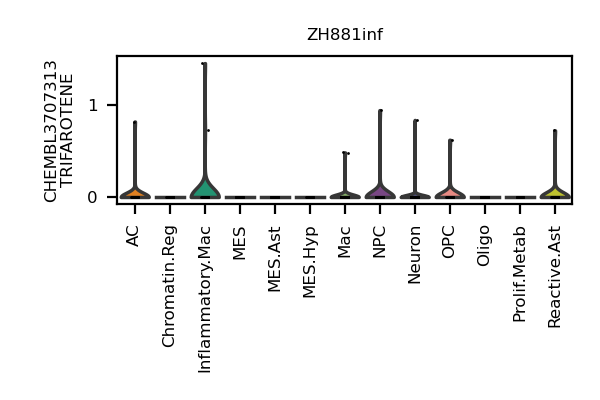 ZH881inf
CHEMBL3707313
TRIFAROTENE
1
0
AC
Chromatin.Reg
Inflammatory.Mac
MES
MES.Ast
MES.Hyp
Mac
NPC
Neuron
OPC
Oligo
Prolif.Metab
Reactive.Ast